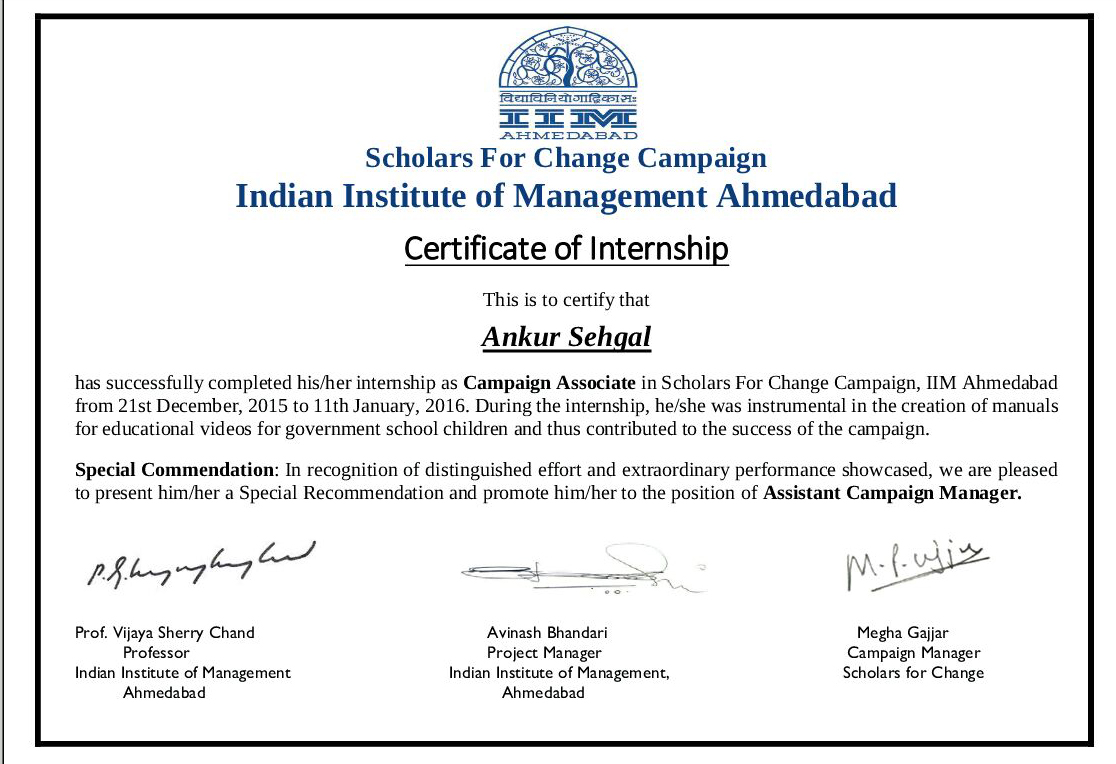 विद्याविनियोगाद्विकासः
IIM
AHMEDABAD
Scholars For Change Campaign
Indian Institute of Management Ahmedabad
Certificate of Internship
This is to certify that
Ankur Sehgal
has successfully completed his/her internship as Campaign Associate in Scholars For Change Campaign, IIM Ahmedabad
from 21st December, 2015 to 11th January, 2016. During the internship, he/she was instrumental in the creation of manuals
for educational videos for government school children and thus contributed to the success of the campaign.
Special Commendation: In recognition of distinguished effort and extraordinary performance showcased, we are pleased
to present him/her a Special Recommendation and promote him/her to the position of Assistant Campaign Manager.
Prof. Vijaya Sherry Chand
Professor
Indian Institute of Management
Ahmedabad
Avinash Bhandari
Project Manager
Indian Institute of Management,
Ahmedabad
Megha Gajjar
Campaign Manager
Scholars for Change